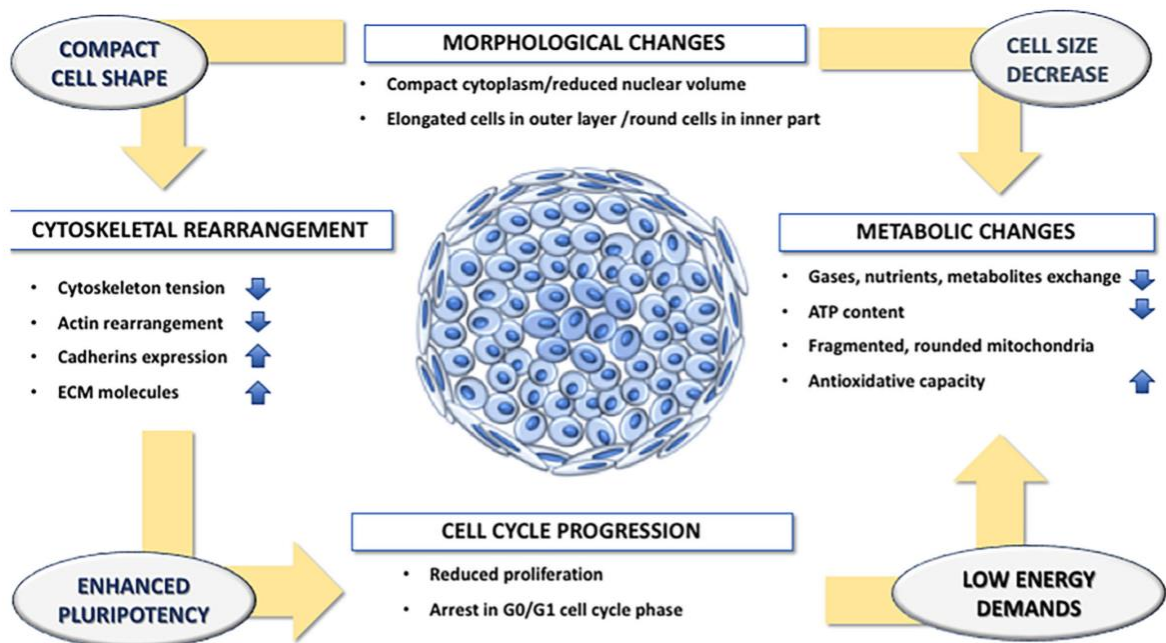 COMPACT
CELL SHAPE
MORPHOLOGICAL CHANGES
• Compact cytoplasm/reduced nuclear volume
• Elongated cells in outer layer /round cells in inner part
CELL SIZE
DECREASE
CYTOSKELETAL REARRANGEMENT
• Cytoskeleton tension
• Actin rearrangement
• Cadherins expression
• ECM molecules
METABOLIC CHANGES
• Gases, nutrients, metabolites exchange
• ATP content
• Fragmented, rounded mitochondria
• Antioxidative capacity
ENHANCED
PLURIPOTENCY
CELL CYCLE PROGRESSION
• Reduced proliferation
• Arrest in G0/G1 cell cycle phase
LOW ENERGY
DEMANDS